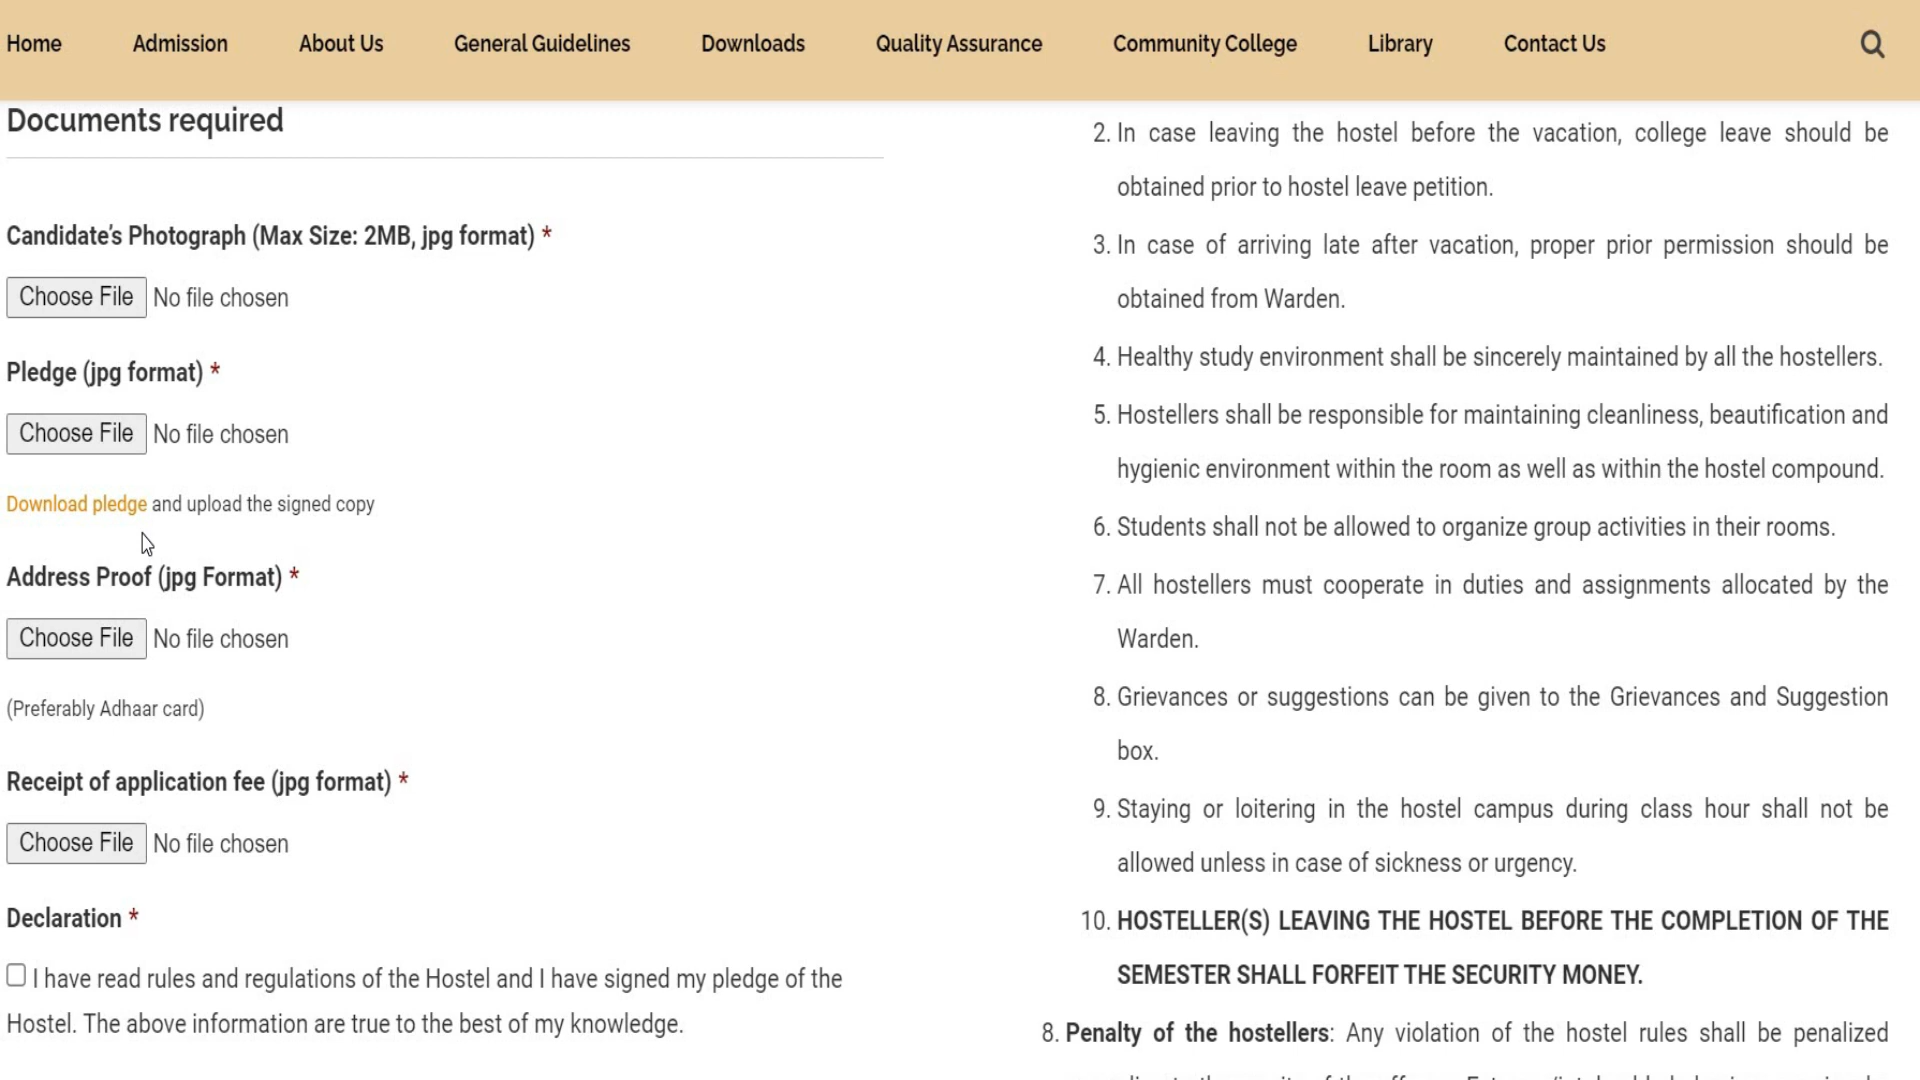 Home Admission About Us General Guidelines Downloads Quality Assurance Community College Library Contact Us
Documents required
Candidate's Photograph (Max Size: 2MB, jpg format) *
Choose File No file chosen
Pledge (jpg format) *
Choose File No file chosen
Download pledge and upload the signed copy
Address Proof (jpg Format) *
Choose File No file chosen
(Preferably Adhaar card)
Receipt of application fee (jpg format) *
Choose File No file chosen
Declaration *
I have read rules and regulations of the Hostel and I have signed my pledge of the
Hostel. The above information are true to the best of my knowledge.
2. In case leaving the hostel before the vacation, college leave should be
obtained prior to hostel leave petition.
3. In case of arriving late after vacation, proper prior permission should be
obtained from Warden.
4. Healthy study environment shall be sincerely maintained by all the hostellers.
5. Hostellers shall be responsible for maintaining cleanliness, beautification and
hygienic environment within the room as well as within the hostel compound.
6. Students shall not be allowed to organize group activities in their rooms.
7. All hostellers must cooperate in duties and assignments allocated by the
Warden.
8. Grievances or suggestions can be given to the Grievances and Suggestion
box.
9. Staying or loitering in the hostel campus during class hour shall not be
allowed unless in case of sickness or urgency.
10. HOSTELLER(S) LEAVING THE HOSTEL BEFORE THE COMPLETION OF THE
SEMESTER SHALL FORFEIT THE SECURITY MONEY.
8. Penalty of the hostellers: Any violation of the hostel rules shall be penalized